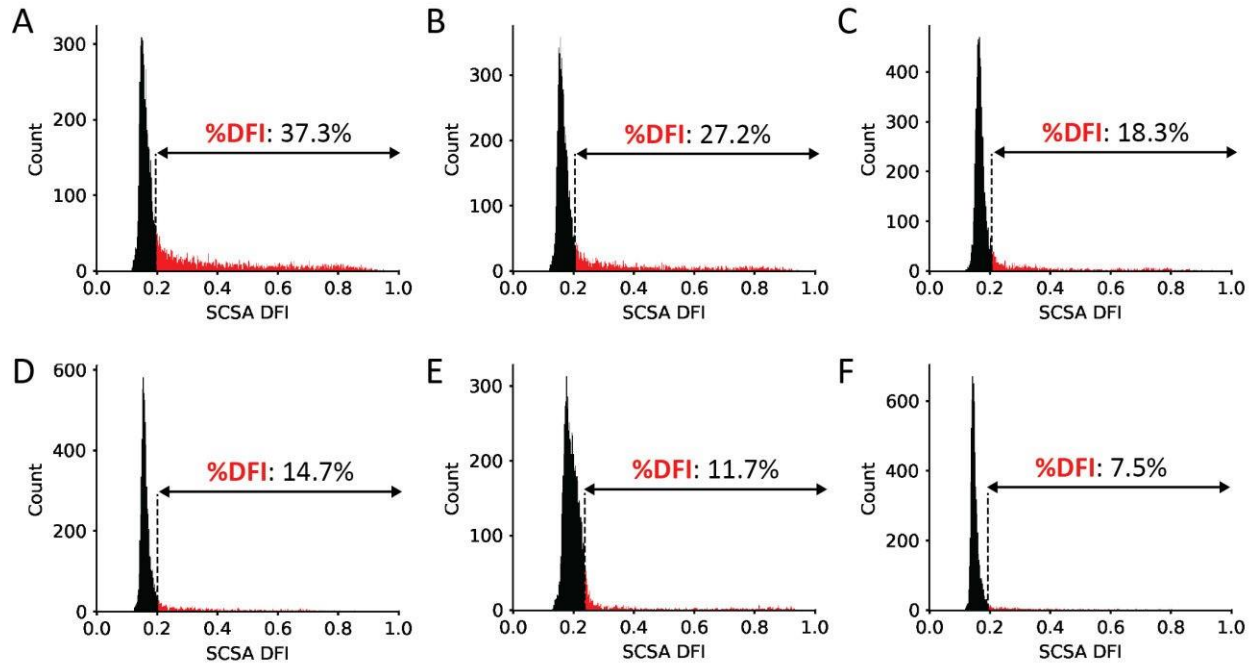 A
300
200
100
0
Count
%DFI: 37.3%
0.0 0.2 0.4 0.6 0.8 1.0
SCSA DFI
B
300
200
100
0
Count
%DFI: 27.2%
0.0 0.2 0.4 0.6 0.8 1.0
SCSA DFI
C
400
300
200
100
0
Count
%DFI: 18.3%
0.0 0.2 0.4 0.6 0.8 1.0
SCSA DFI
D
600
400
200
0
Count
%DFI: 14.7%
0.0 0.2 0.4 0.6 0.8 1.0
SCSA DFI
E
300
200
100
0
Count
%DFI: 11.7%
0.0 0.2 0.4 0.6 0.8 1.0
SCSA DFI
F
600
400
200
0
Count
%DFI: 7.5%
0.0 0.2 0.4 0.6 0.8 1.0
SCSA DFI